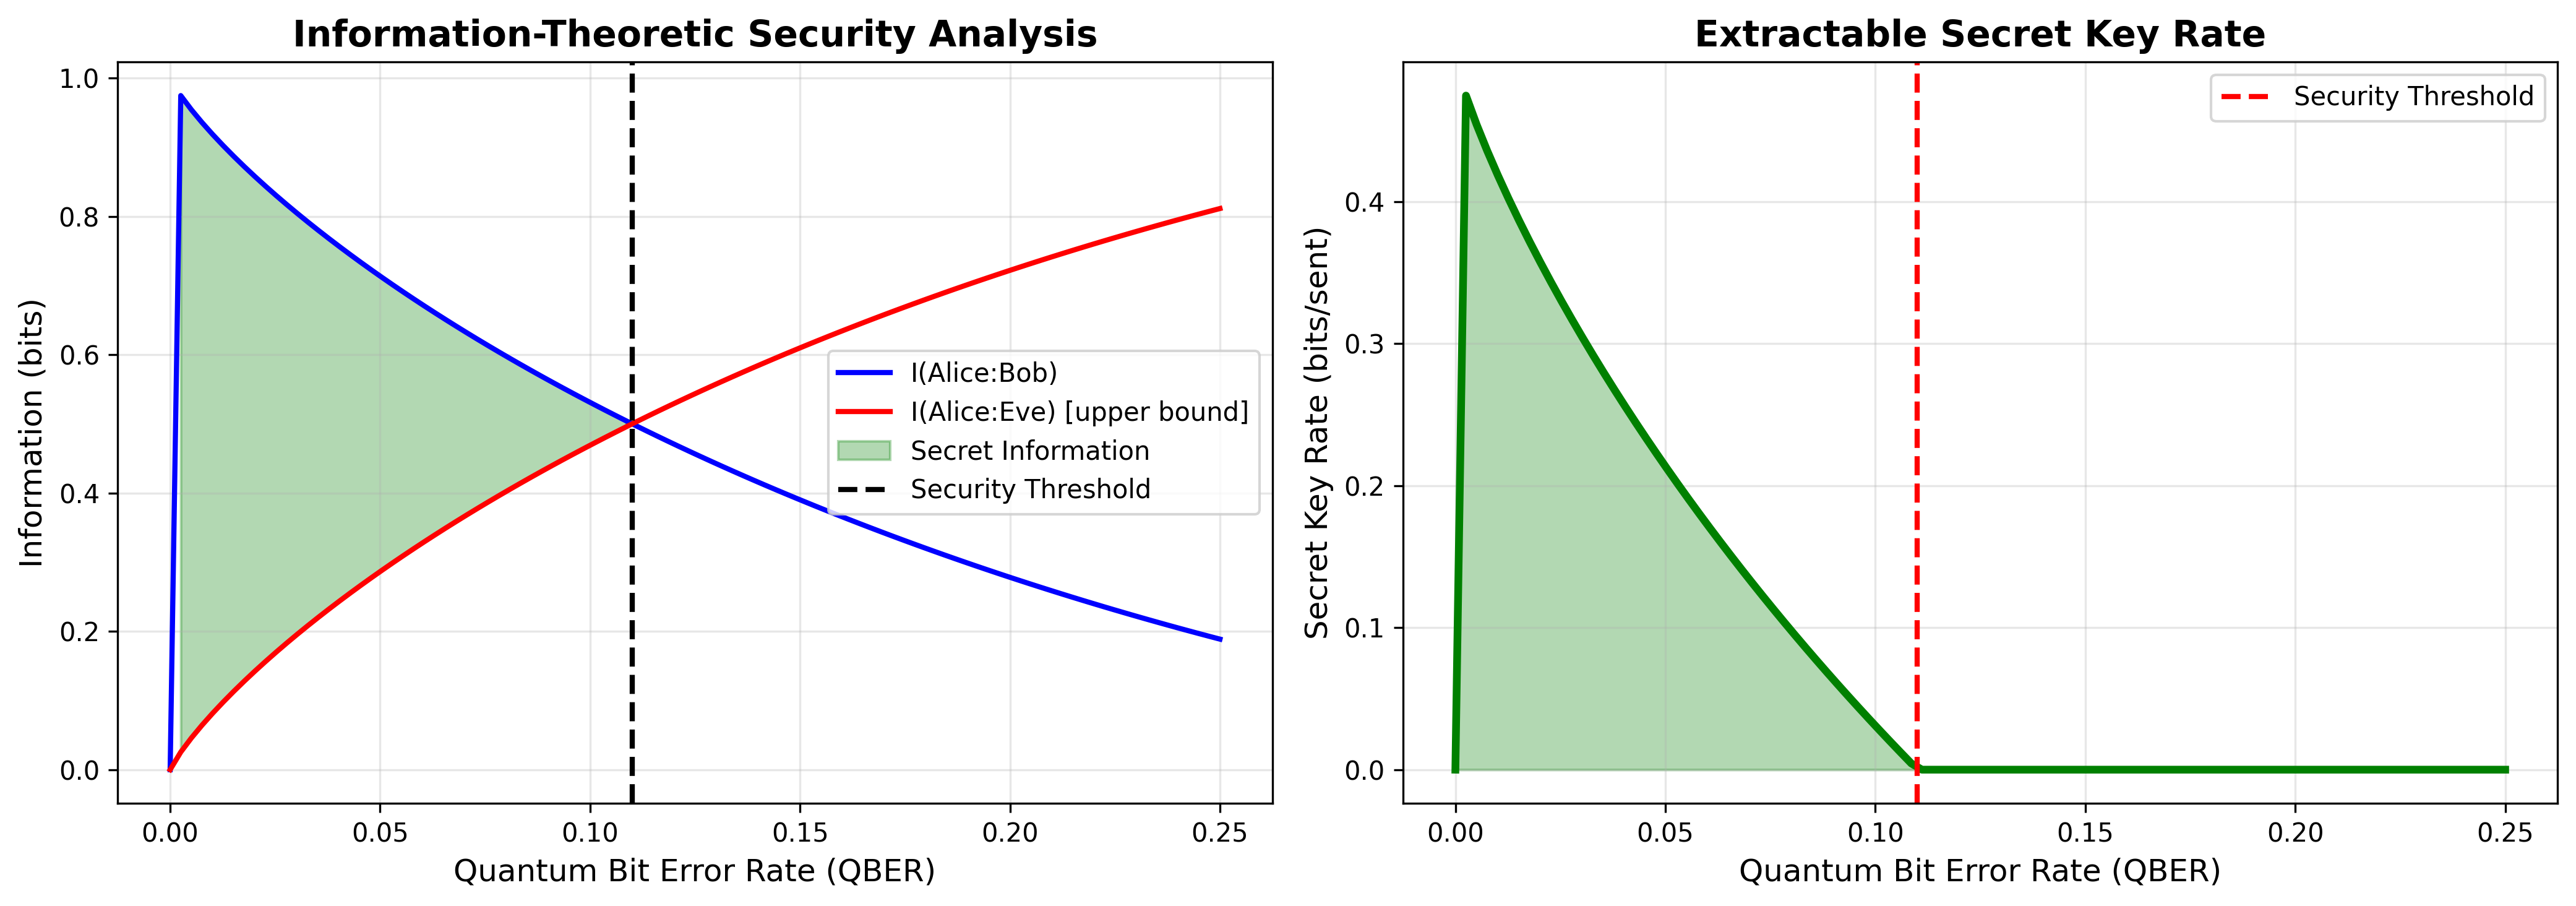 Information-Theoretic Security Analysis
Information (bits)
1.0
0.8
0.6
0.4
0.2
0.0
I(Alice:Bob)
I(Alice:Eve) [upper bound]
Secret Information
Security Threshold
0.00 0.05 0.10 0.15 0.20 0.25
Quantum Bit Error Rate (QBER)
Extractable Secret Key Rate
Secret Key Rate (bits/sent)
0.4
0.3
0.2
0.1
0.0
Security Threshold
0.00 0.05 0.10 0.15 0.20 0.25
Quantum Bit Error Rate (QBER)